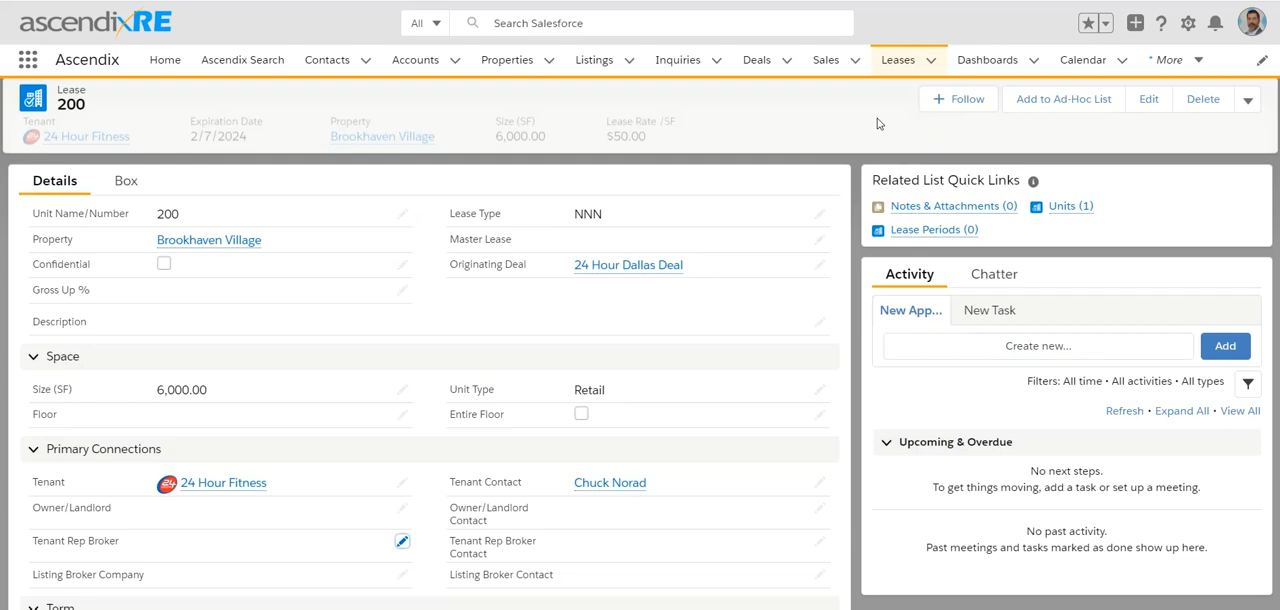 ascendixRE
All
Search Salesforce
Ascendix
Home
Ascendix Search
Contacts
Accounts
Properties
Listings
Inquiries
Deals
Sales
Leases
Dashboards
Calendar
* More
Lease
200
Follow
Add to Ad-Hoc List
Edit
Delete
Tenant
24 Hour Fitness
Expiration Date
2/7/2024
Property
Brookhaven Village
Size (SF)
6,000.00
Lease Rate /SF
$50.00
Details
Box
Unit Name/Number 200
Lease Type NNN
Property Brookhaven Village
Master Lease
Confidential
Originating Deal 24 Hour Dallas Deal
Gross Up %
Description
Space
Size (SF) 6,000.00
Unit Type Retail
Floor
Entire Floor
Primary Connections
Tenant 24 24 Hour Fitness
Tenant Contact Chuck Norad
Owner/Landlord
Owner/Landlord
Contact
Tenant Rep Broker
Tenant Rep Broker
Contact
Listing Broker Company
Listing Broker Contact
Term
Related List Quick Links
Notes & Attachments (0)
Units (1)
Lease Periods (0)
Activity
Chatter
New App...
New Task
Create new...
Add
Filters: All time • All activities • All types
Refresh • Expand All • View All
Upcoming & Overdue
No next steps.
To get things moving, add a task or set up a meeting.
No past activity.
Past meetings and tasks marked as done show up here.